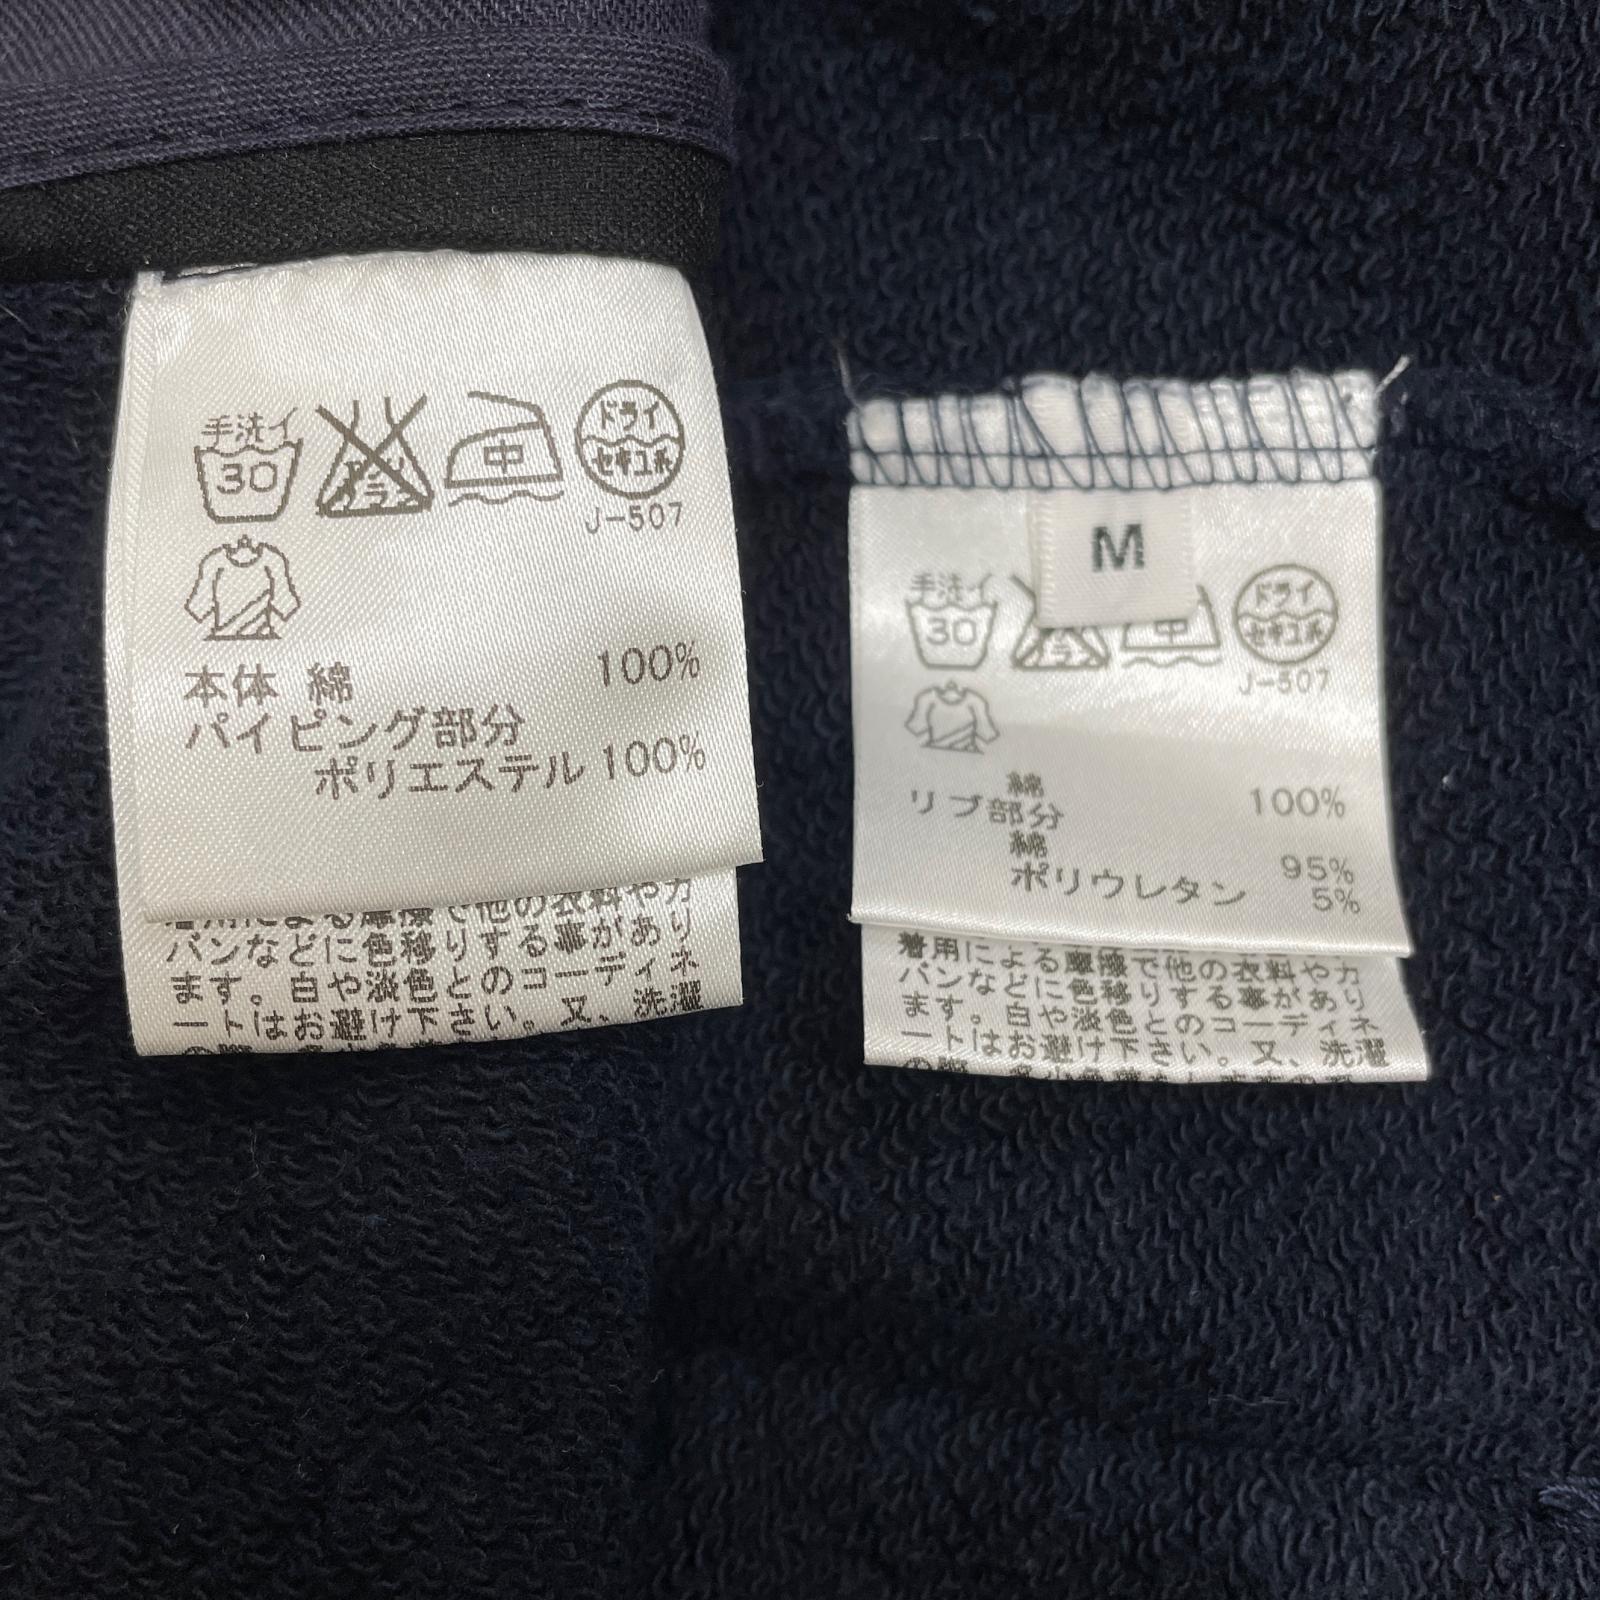 手洗イ
30
中
ドライ
セキユ系
J-507
本体 綿 100%
パイピング部分
ポリエステル 100%
着用による摩擦で他の衣料やカ
バンなどに色移りする事があり
ます。白や淡色とのコーディネ
ートはお避け下さい。又、洗濯
M
手洗イ
30
中
ドライ
セキユ系
J-507
綿 100%
リブ部分
綿 95%
ポリウレタン 5%
着用による摩擦で他の衣料やカ
バンなどに色移りする事があり
ます。白や淡色とのコーディネ
ートはお避け下さい。又、洗濯